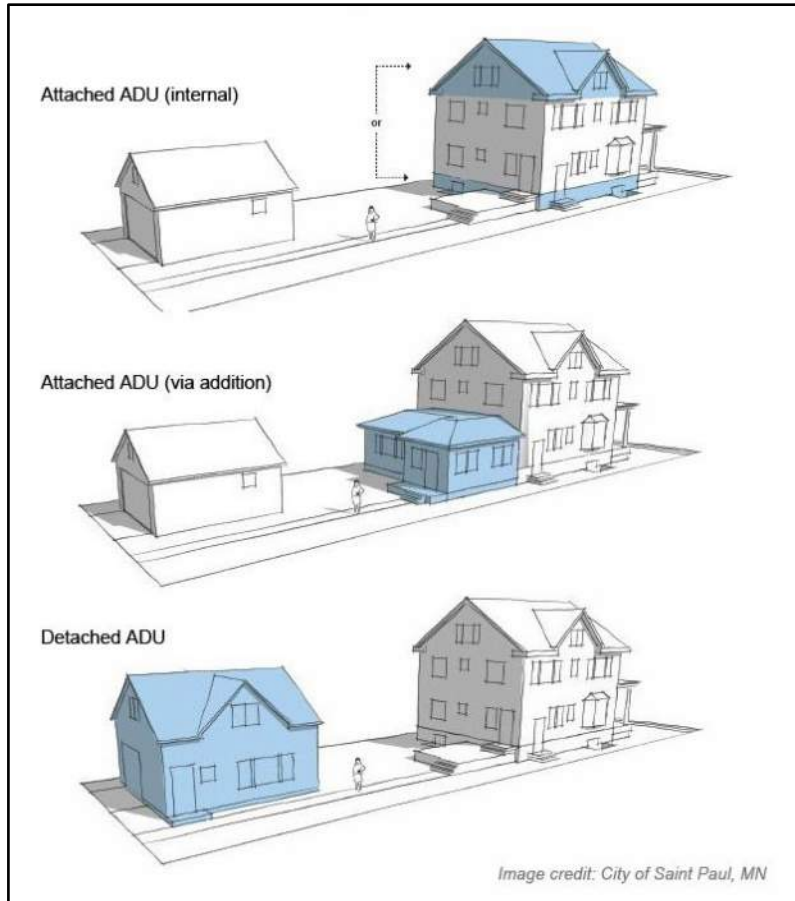 Attached ADU (internal)
or
Attached ADU (via addition)
Detached ADU
Image credit: City of Saint Paul, MN